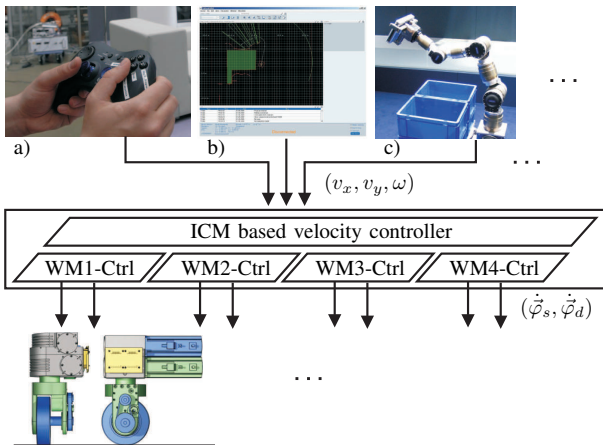 a)
b)
c)
. . .
. . .
(v_x, v_y, ω)
ICM based velocity controller
WM1-Ctrl WM2-Ctrl WM3-Ctrl WM4-Ctrl
(φ̇⃗_s, φ̇⃗_d)
...